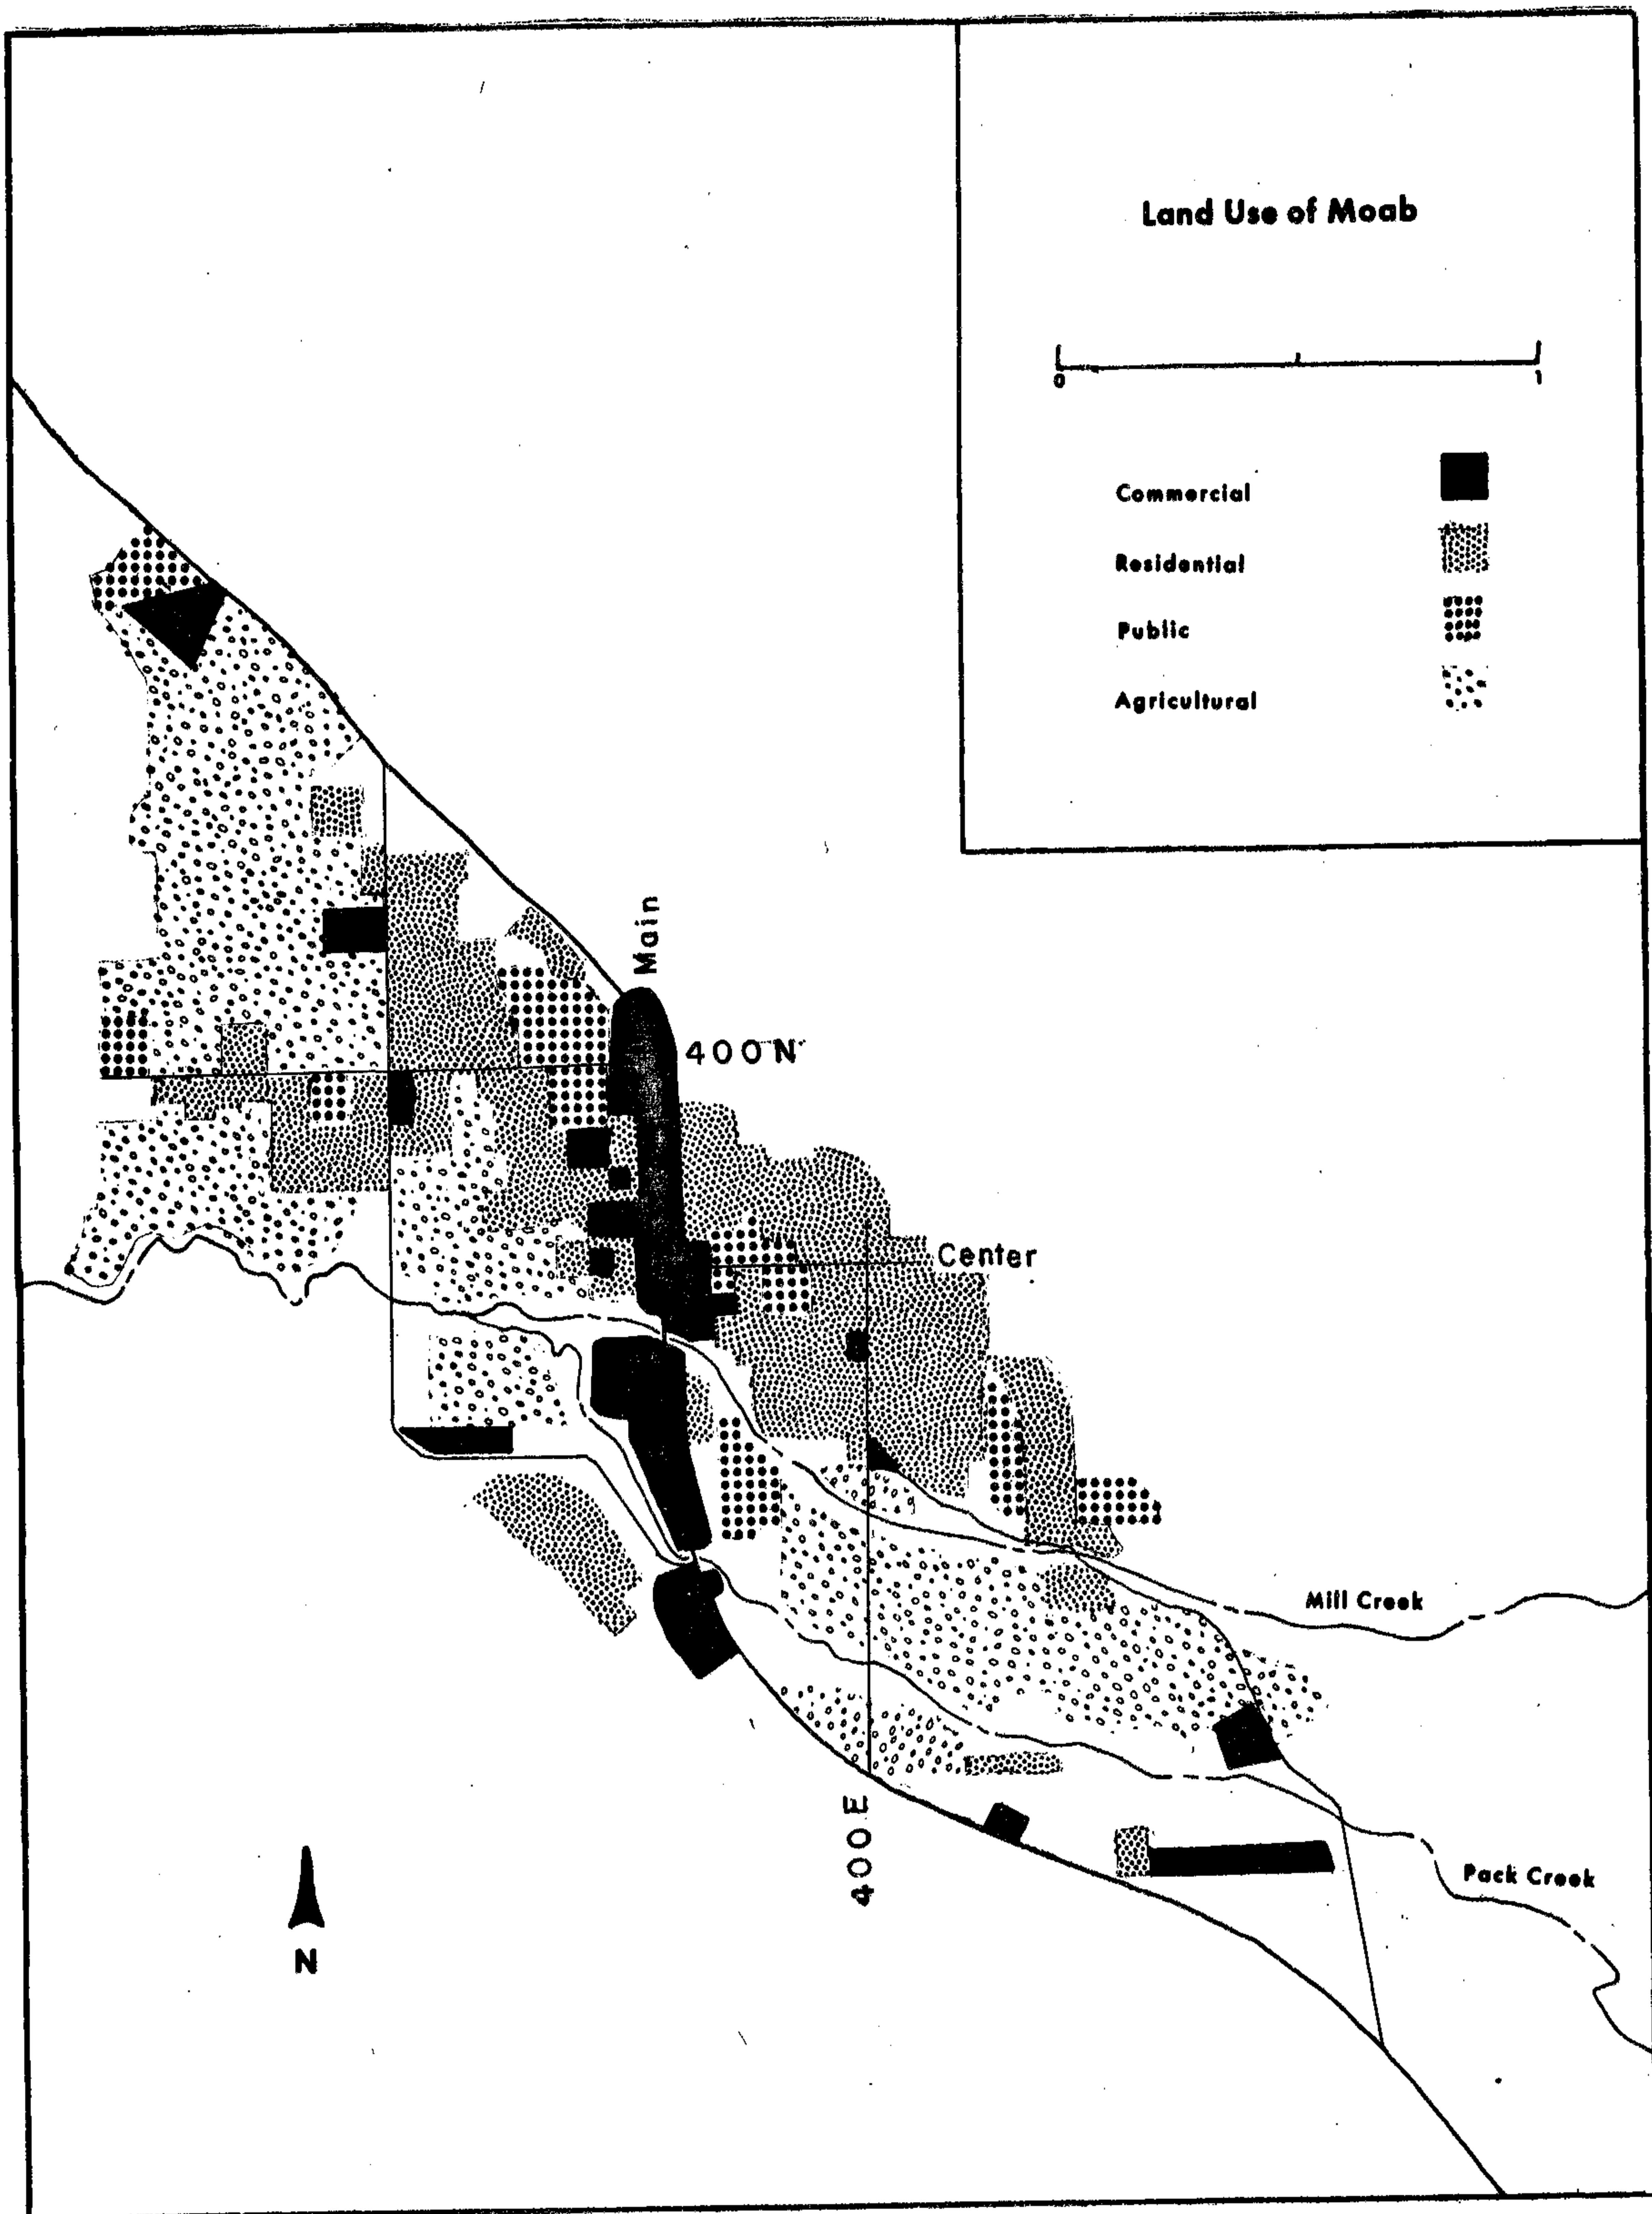 Land Use of Moab
0 1
Commercial
Residential
Public
Agricultural
Main
400 N
Center
Mill Creek
400 E
Pack Creek
N